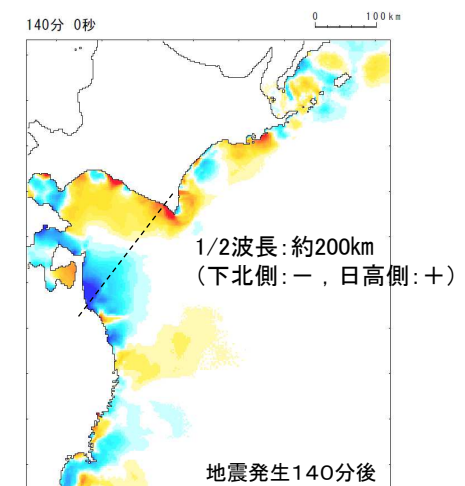 140分 0秒
0 100km
1/2波長:約200km
(下北側:ー,日高側:+)
地震発生140分後